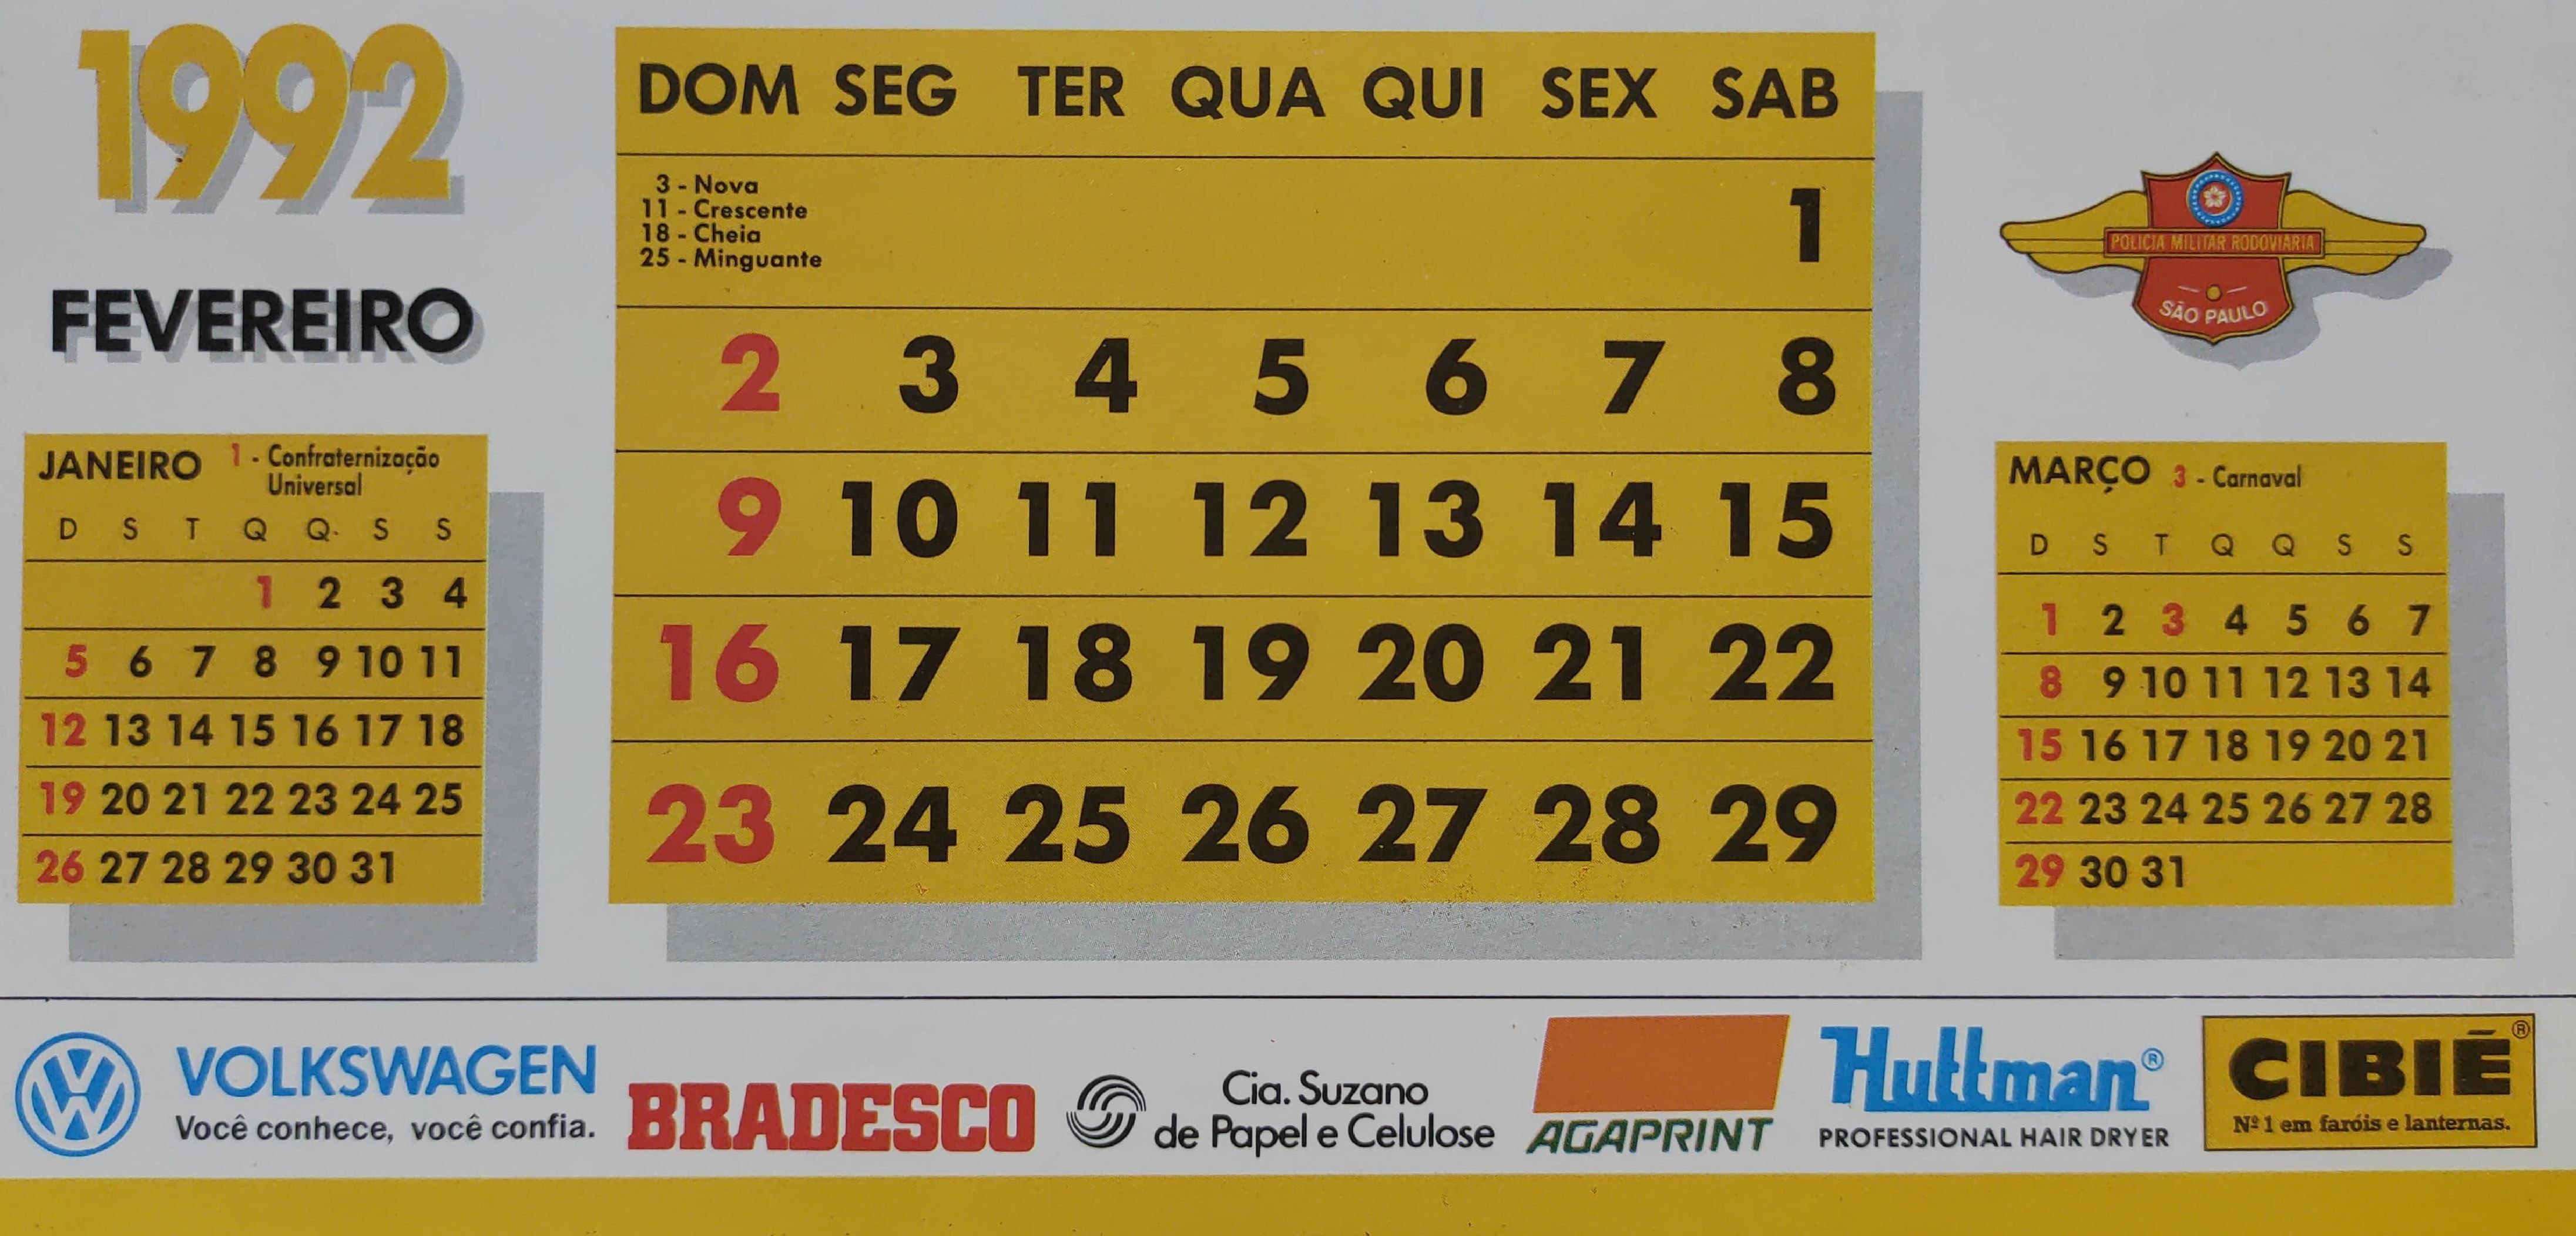 1992
FEVEREIRO
JANEIRO 1 - Confraternização
Universal
D S T Q Q S S
1 2 3 4
5 6 7 8 9 10 11
12 13 14 15 16 17 18
19 20 21 22 23 24 25
26 27 28 29 30 31
DOM SEG TER QUA QUI SEX SAB
3 - Nova
11 - Crescente
18 - Cheia
25 - Minguante
1
2 3 4 5 6 7 8
9 10 11 12 13 14 15
16 17 18 19 20 21 22
23 24 25 26 27 28 29
POLÍCIA MILITAR RODOVIÁRIA
SÃO PAULO
MARÇO 3 - Carnaval
D S T Q Q S S
1 2 3 4 5 6 7
8 9 10 11 12 13 14
15 16 17 18 19 20 21
22 23 24 25 26 27 28
29 30 31
VW
VOLKSWAGEN
Você conhece, você confia.
BRADESCO
Cia. Suzano
de Papel e Celulose
AGAPRINT
Huttman®
PROFESSIONAL HAIR DRYER
CIBIÉ®
Nº 1 em faróis e lanternas.